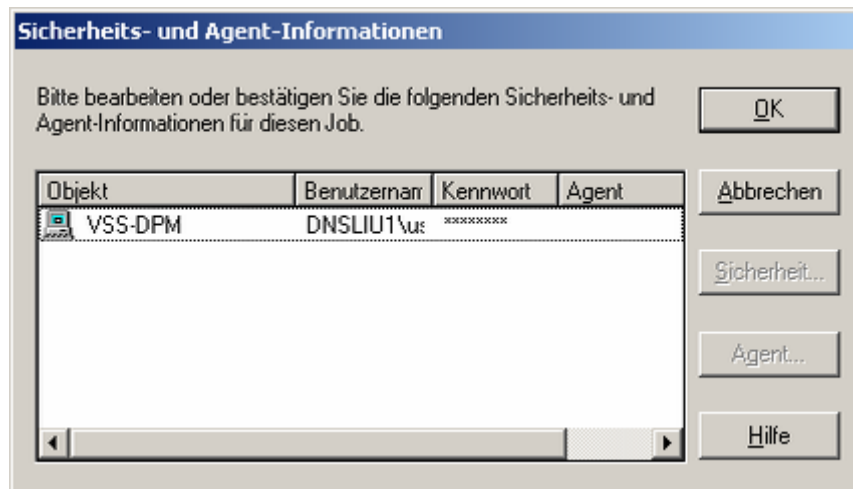 Sicherheits- und Agent-Informationen
Bitte bearbeiten oder bestätigen Sie die folgenden Sicherheits- und
Agent-Informationen für diesen Job.
OK
Objekt Benutzernam Kennwort Agent
Abbrechen
VSS-DPM DNSLIU1\us ********
Sicherheit...
Agent...
Hilfe